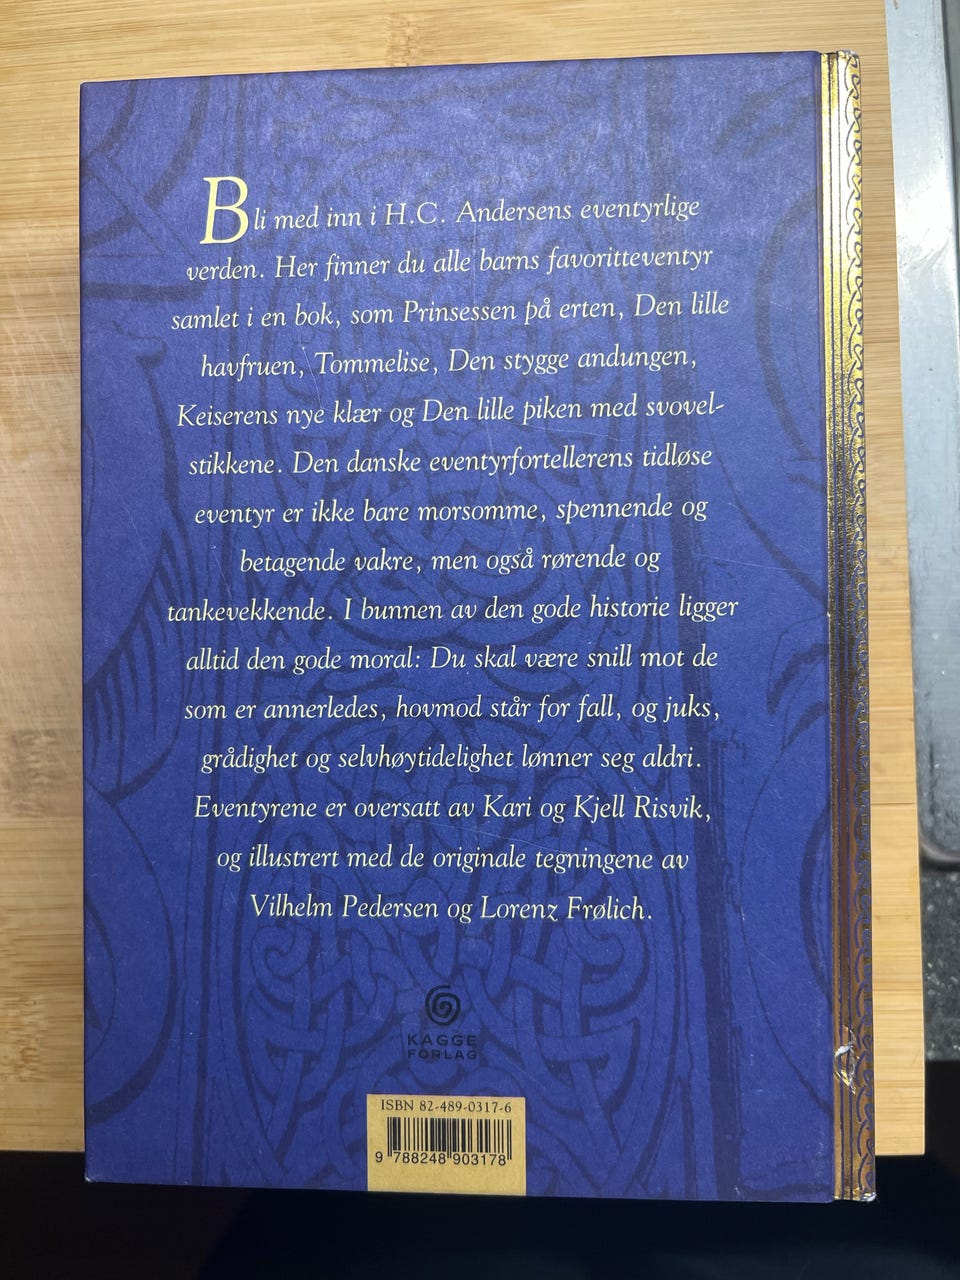 Bli med inn i H.C. Andersens eventyrlige
verden. Her finner du alle barns favoritteventyr
samlet i en bok, som Prinsessen på erten, Den lille
havfruen, Tommelise, Den stygge andungen,
Keiserens nye klær og Den lille piken med svovel-
stikkene. Den danske eventyrfortellerens tidløse
eventyr er ikke bare morsomme, spennende og
betagende vakre, men også rørende og
tankevekkende. I bunnen av den gode historie ligger
alltid den gode moral: Du skal være snill mot de
som er annerledes, hovmod står for fall, og juks,
grådighet og selvhøytidelighet lønner seg aldri.
Eventyrene er oversatt av Kari og Kjell Risvik,
og illustrert med de originale tegningene av
Vilhelm Pedersen og Lorenz Frølich.
KAGGE
FORLAG
ISBN 82-489-0317-6
9 788248 903178